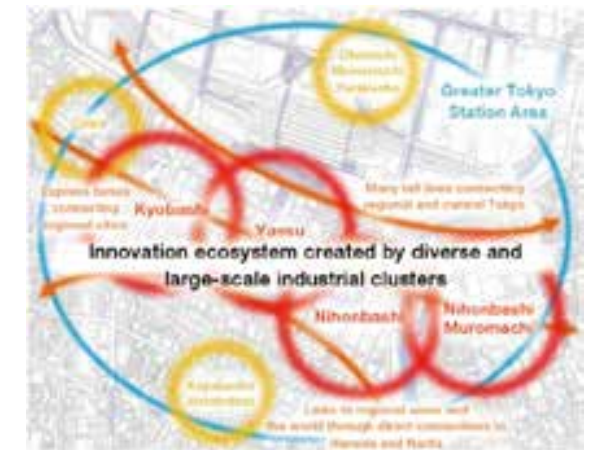 Greater Tokyo
Station Area
Many rail lines connecting
regional and central Tokyo
connecting
Kyobashi
Yaesu
Innovation ecosystem created by diverse and
large-scale industrial clusters
Nihonbashi
Nihonbashi
Muromachi
Links to regional areas and
the world through direct connections to
Haneda and Narita